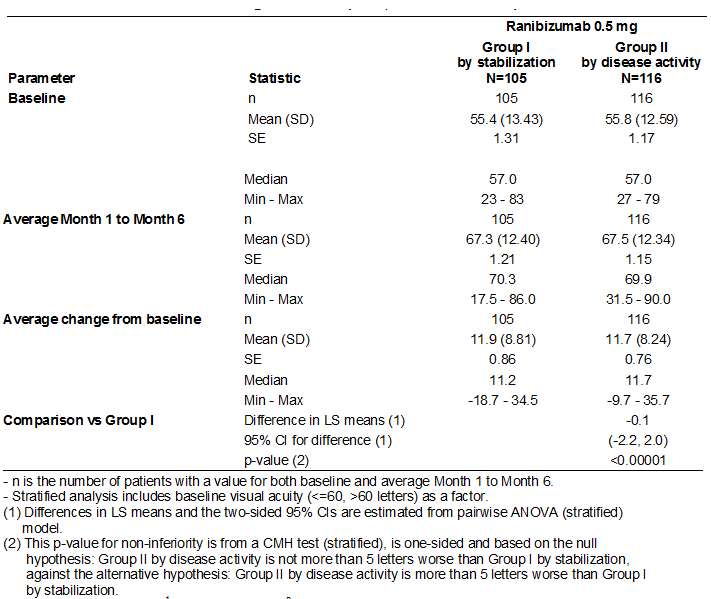 Ranibizumab 0.5 mg
Group I Group II
by stabilization by disease activity
Parameter Statistic N=105 N=116
Baseline n 105 116
Mean (SD) 55.4 (13.43) 55.8 (12.59)
SE 1.31 1.17
Median 57.0 57.0
Min - Max 23 - 83 27 - 79
Average Month 1 to Month 6 n 105 116
Mean (SD) 67.3 (12.40) 67.5 (12.34)
SE 1.21 1.15
Median 70.3 69.9
Min - Max 17.5 - 86.0 31.5 - 90.0
Average change from baseline n 105 116
Mean (SD) 11.9 (8.81) 11.7 (8.24)
SE 0.86 0.76
Median 11.2 11.7
Min - Max -18.7 - 34.5 -9.7 - 35.7
Comparison vs Group I Difference in LS means (1) -0.1
95% CI for difference (1) (-2.2, 2.0)
p-value (2) <0.00001
- n is the number of patients with a value for both baseline and average Month 1 to Month 6.
- Stratified analysis includes baseline visual acuity (<=60, >60 letters) as a factor.
(1) Differences in LS means and the two-sided 95% CIs are estimated from pairwise ANOVA (stratified)
model.
(2) This p-value for non-inferiority is from a CMH test (stratified), is one-sided and based on the null
hypothesis: Group II by disease activity is not more than 5 letters worse than Group I by stabilization,
against the alternative hypothesis: Group II by disease activity is more than 5 letters worse than Group I
by stabilization.